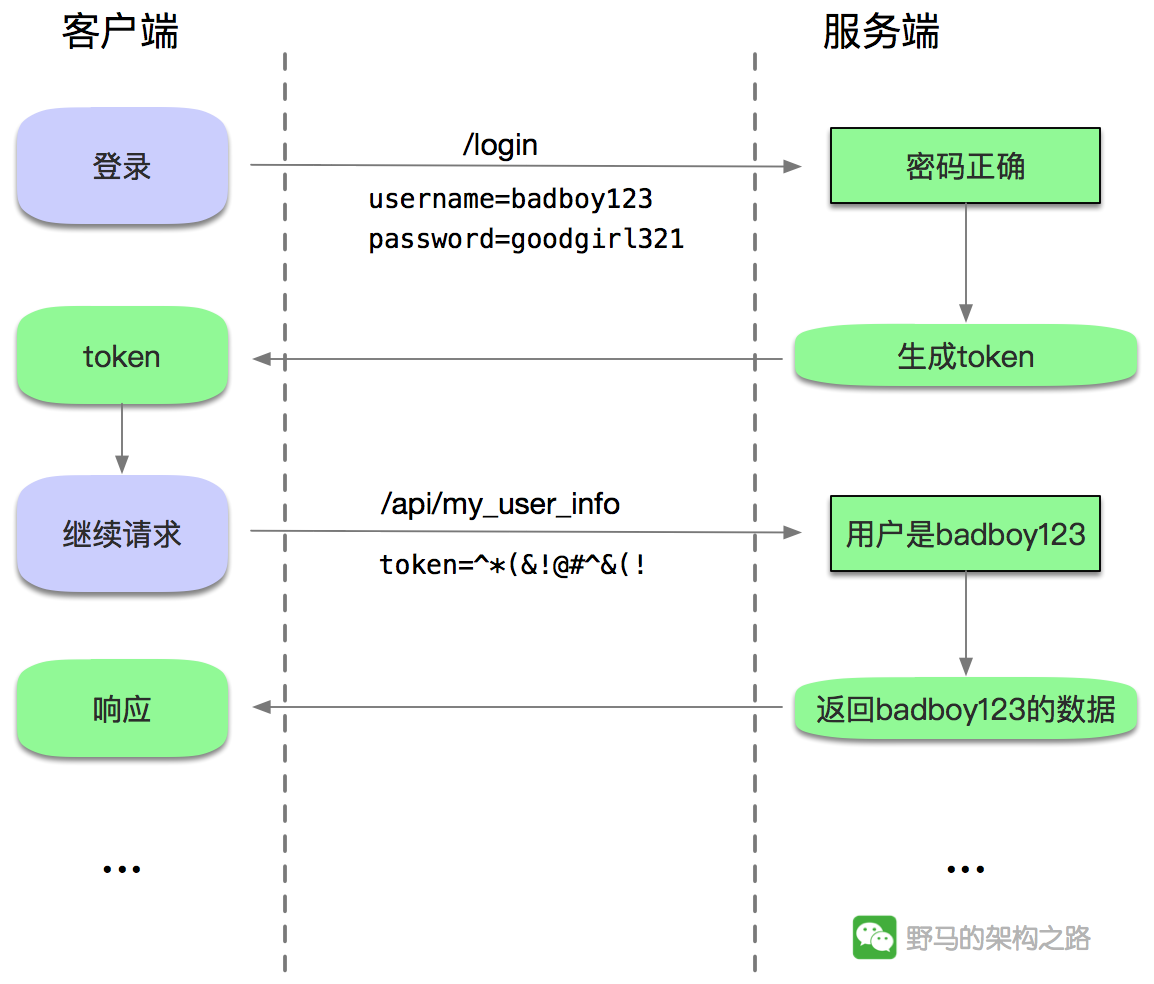 客户端
服务端
登录
/login
username=badboy123
password=goodgirl321
密码正确
token
生成token
继续请求
/api/my_user_info
token=^*(&!@#^&(!
用户是badboy123
响应
返回badboy123的数据
...
...
野马的架构之路